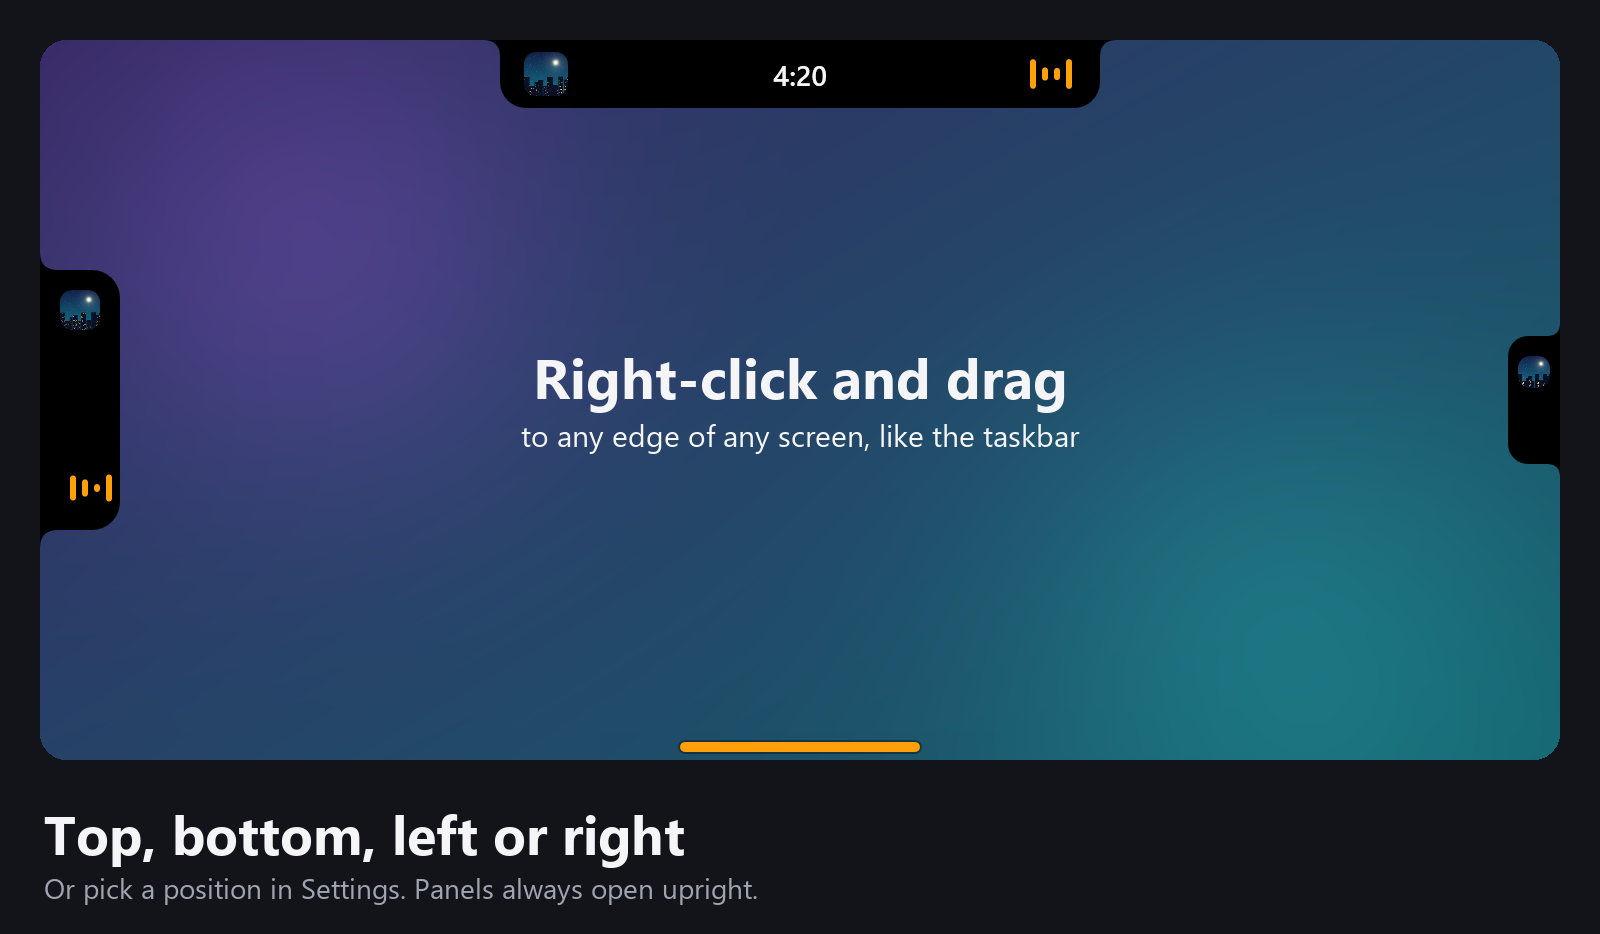 4:20
Right-click and drag
to any edge of any screen, like the taskbar
Top, bottom, left or right
Or pick a position in Settings. Panels always open upright.